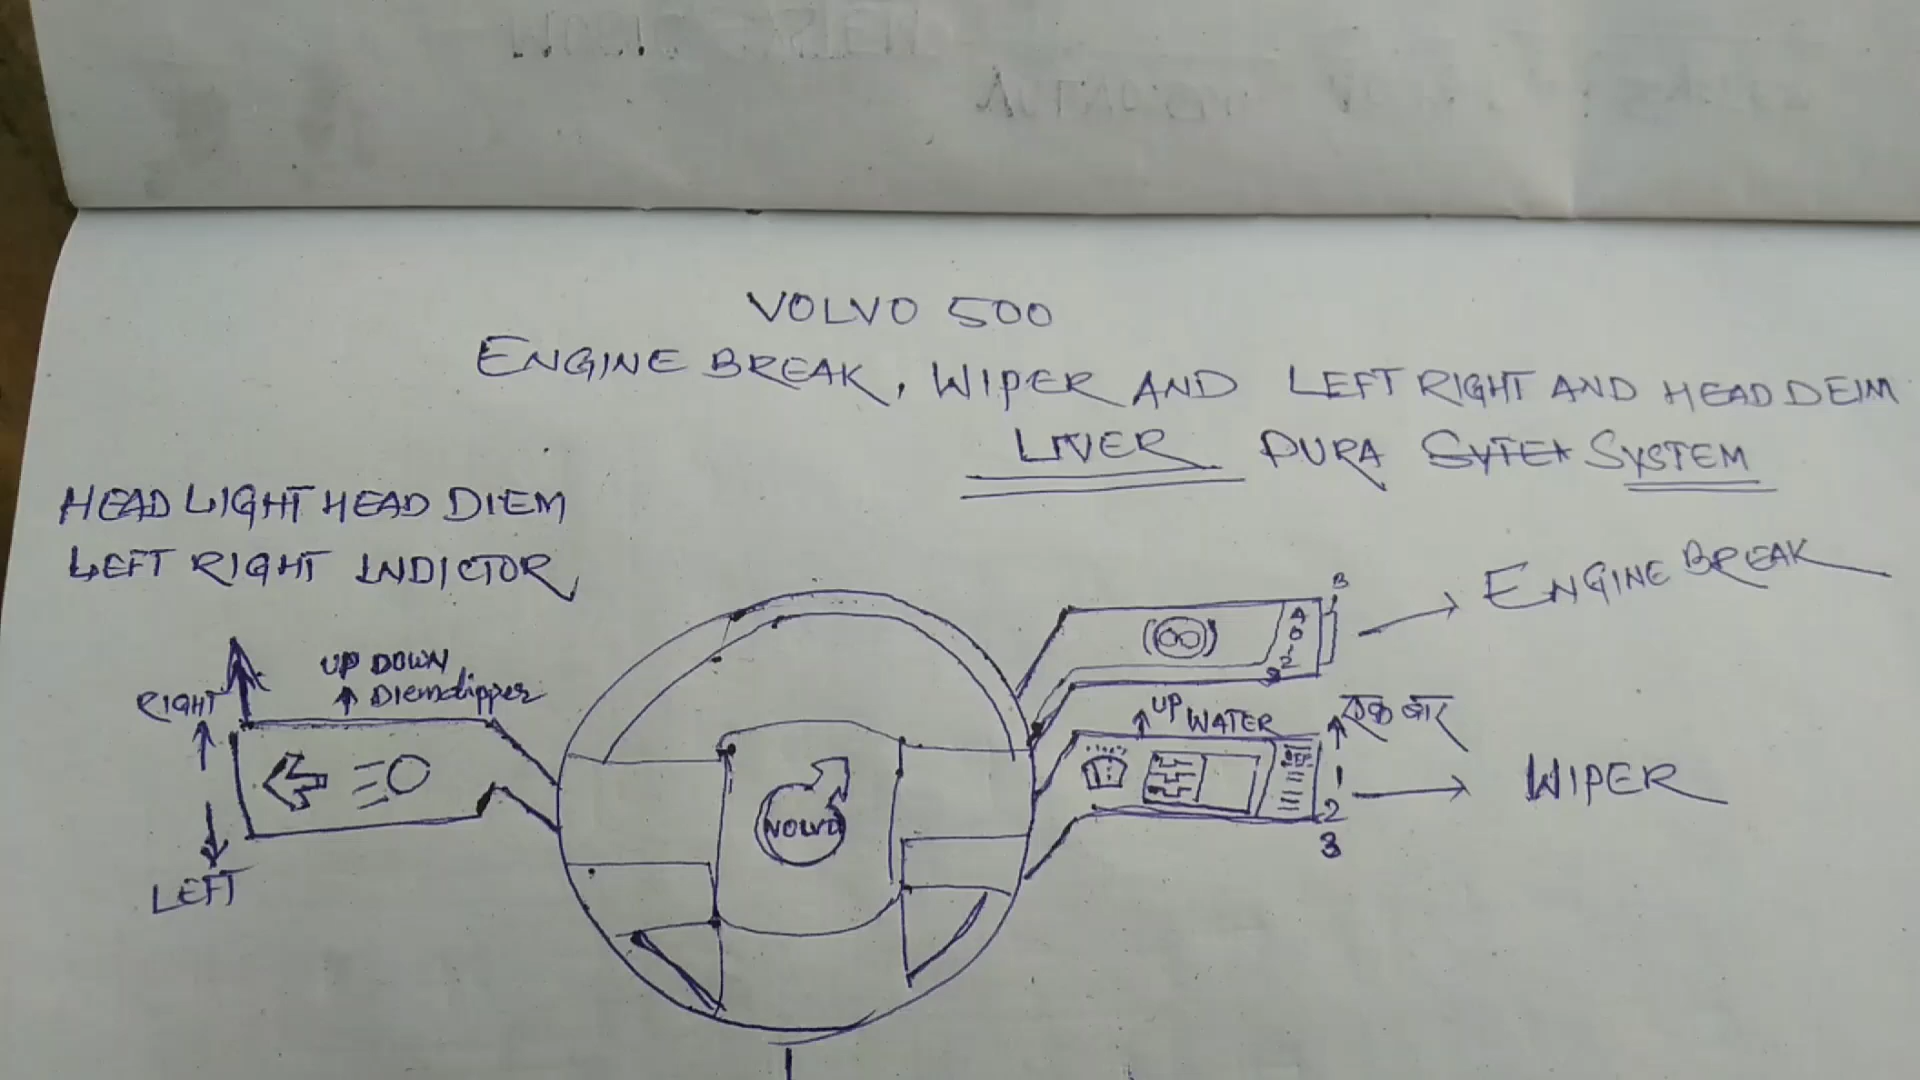 VOLVO 500
ENGINE BREAK, WIPER AND LEFT RIGHT AND HEAD DEIM
LIVER PURA SYSTEM
HEAD LIGHT HEAD DIEM
LEFT RIGHT INDICTOR
ENGINE BREAK
B
A
0
1
2
UP DOWN
Diemdipper
RIGHT
LEFT
UP WATER
एक बार
1
2
3
WIPER
VOLVO